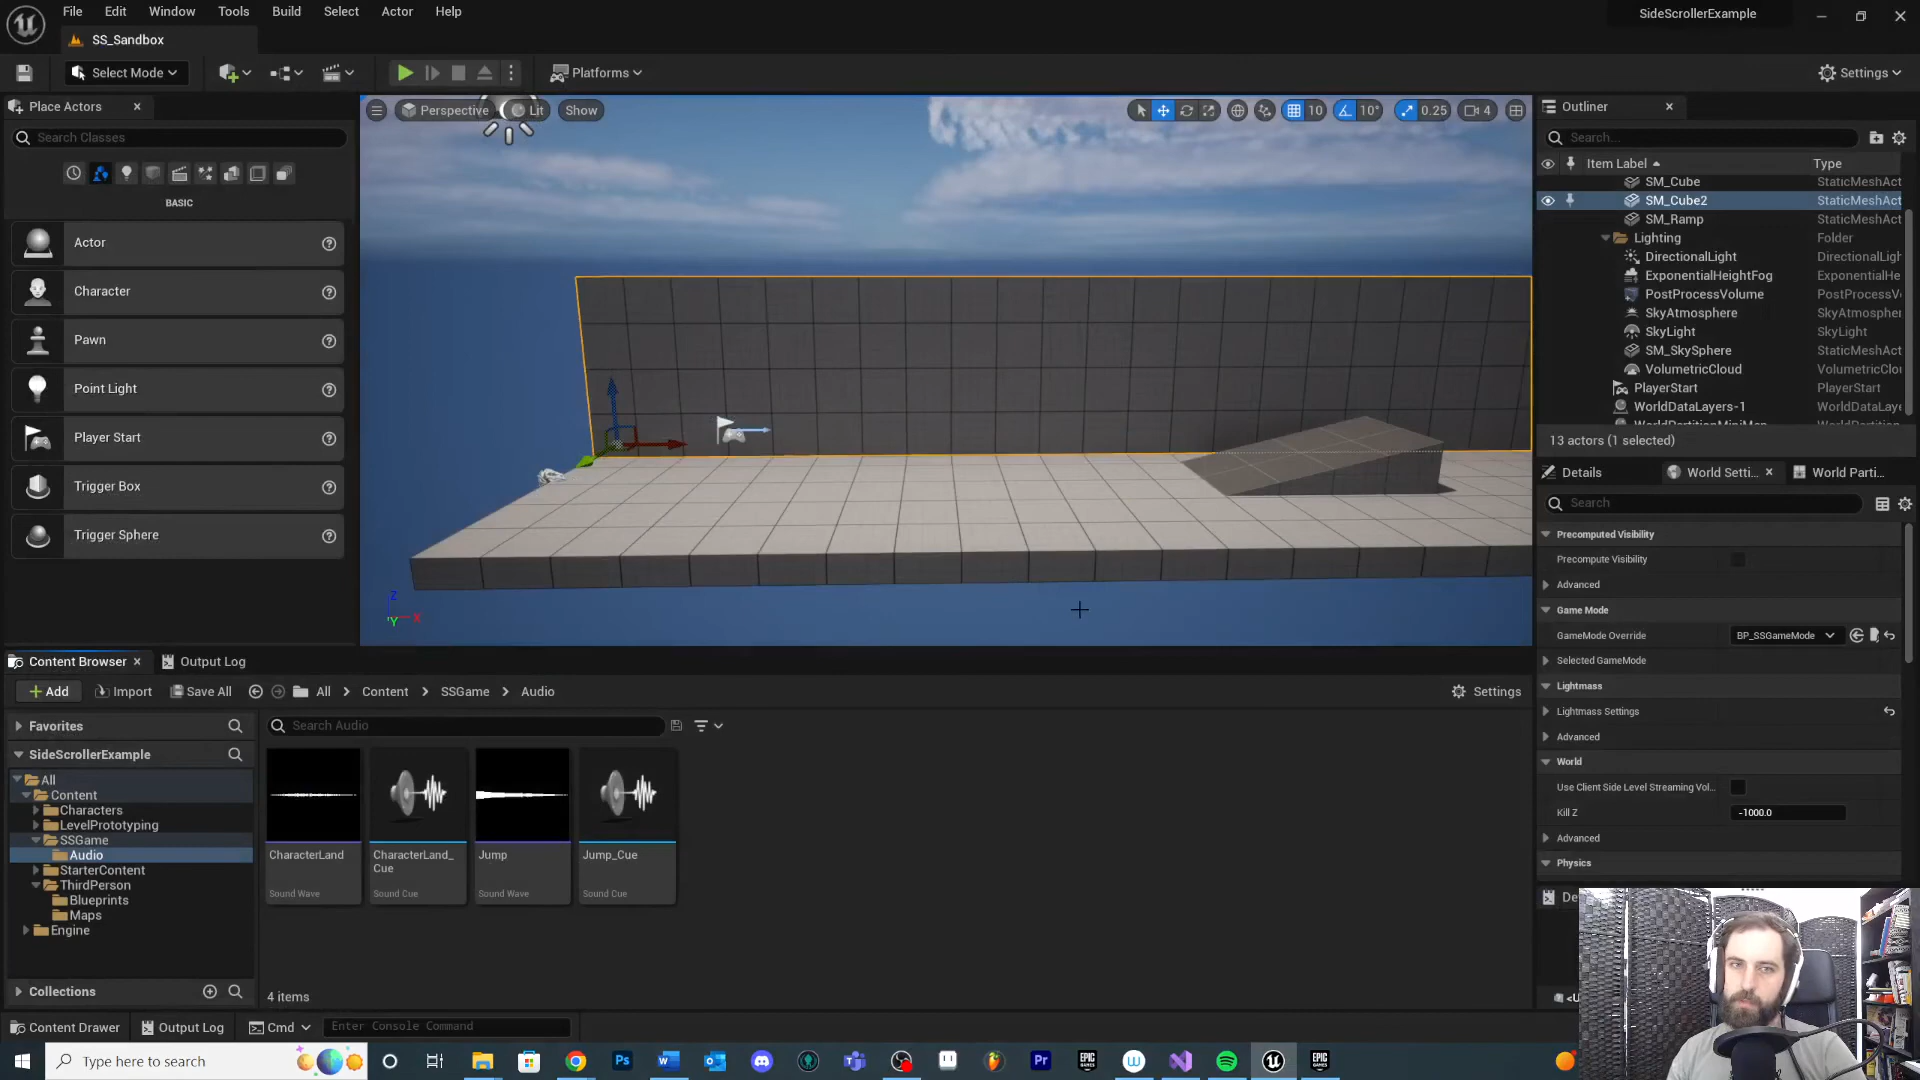 File Edit Window Tools Build Select Actor Help
SideScrollerExample
SS_Sandbox
Select Mode
Platforms
Settings
Place Actors
Search Classes
BASIC
Actor
Character
Pawn
Point Light
Player Start
Trigger Box
Trigger Sphere
Perspective Lit Show
10 10° 0.25 4
Z
Y X
Outliner
Search...
Item Label Type
SM_Cube StaticMeshAct
SM_Cube2 StaticMeshAct
SM_Ramp StaticMeshAct
Lighting Folder
DirectionalLight DirectionalLigh
ExponentialHeightFog ExponentialHe
PostProcessVolume PostProcessV
SkyAtmosphere SkyAtmospher
SkyLight SkyLight
SM_SkySphere StaticMeshAct
VolumetricCloud VolumetricClou
PlayerStart PlayerStart
WorldDataLayers-1 WorldDataLaye
13 actors (1 selected)
Details World Setti... World Parti...
Search
Precomputed Visibility
Precompute Visibility
Advanced
Game Mode
GameMode Override BP_SSGameMode
Selected GameMode
Lightmass
Lightmass Settings
Advanced
World
Use Client Side Level Streaming Vol...
Kill Z -1000.0
Advanced
Physics
De
Content Browser Output Log
Add Import Save All All Content SSGame Audio Settings
Favorites
Search Audio
SideScrollerExample
All
Content
Characters
LevelPrototyping
SSGame
Audio
StarterContent
ThirdPerson
Blueprints
Maps
Engine
Collections
CharacterLand
Sound Wave
CharacterLand_
Cue
Sound Cue
Jump
Sound Wave
Jump_Cue
Sound Cue
4 items
Content Drawer Output Log Cmd Enter Console Command
Type here to search